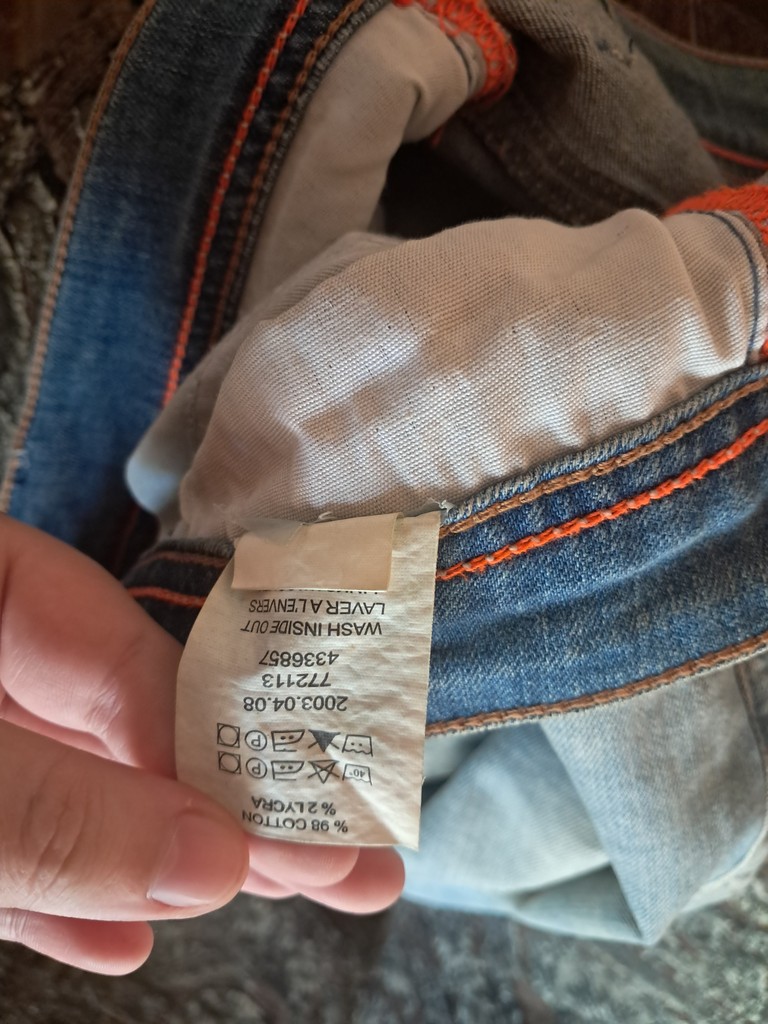 % 98 COTTON
% 2 LYCRA
40°
P
P
2003.04.08
772113
4336857
WASH INSIDE OUT
LAVER A L'ENVERS